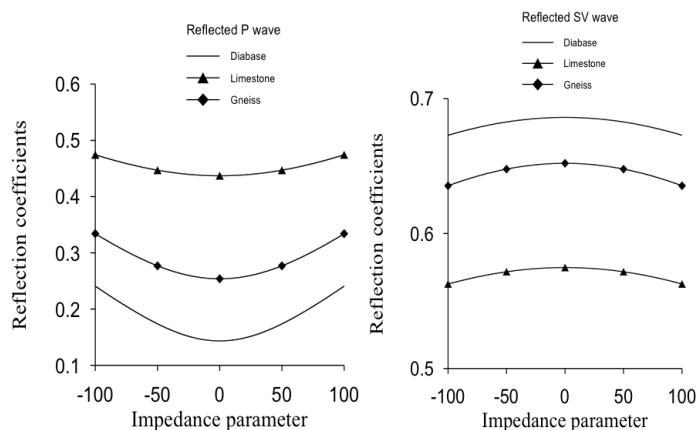 Reflected P wave
Diabase
Limestone
Gneiss
0.6
0.5
0.4
0.3
0.2
0.1
Reflection coefficients
-100 -50 0 50 100
Impedance parameter
Reflected SV wave
Diabase
Limestone
Gneiss
0.7
0.6
0.5
Reflection coefficients
-100 -50 0 50 100
Impedance parameter